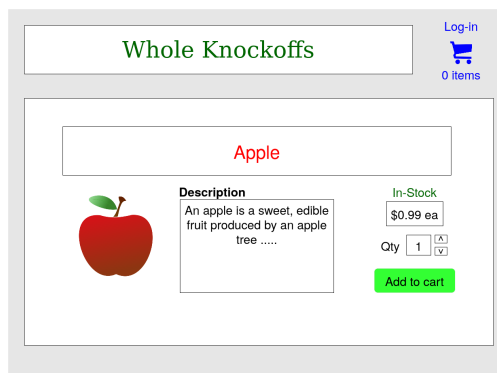 Whole Knockoffs
Log-in
0 items
Apple
Description
An apple is a sweet, edible
fruit produced by an apple
tree .....
In-Stock
$0.99 ea
Qty 1
Add to cart